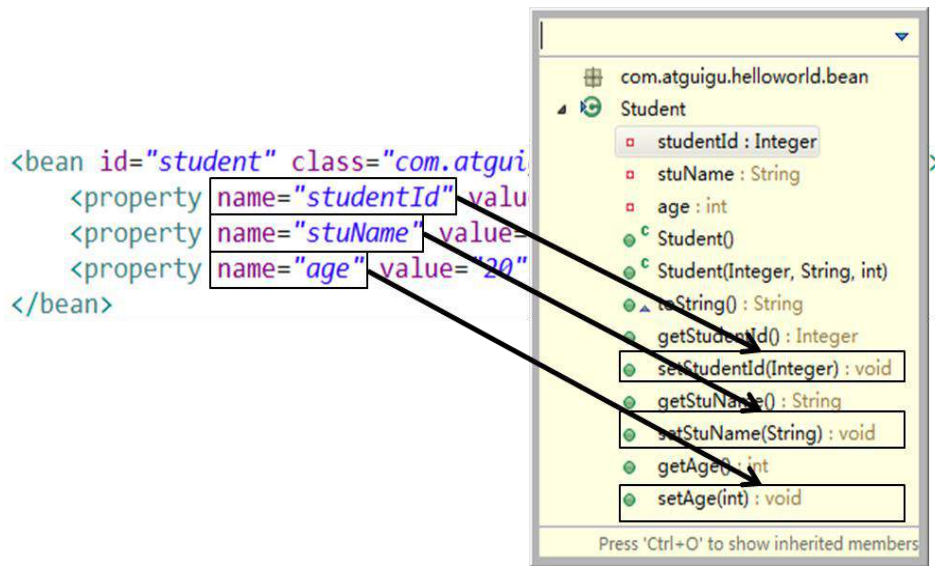 com.atguigu.helloworld.bean
Student
studentId : Integer
stuName : String
age : int
Student()
Student(Integer, String, int)
toString() : String
getStudentId() : Integer
setStudentId(Integer) : void
getStuName() : String
setStuName(String) : void
getAge() : int
setAge(int) : void
Press 'Ctrl+O' to show inherited members
<bean id="student" class="com.atgui
<property name="studentId" valu
<property name="stuName" value=
<property name="age" value="20"
</bean>